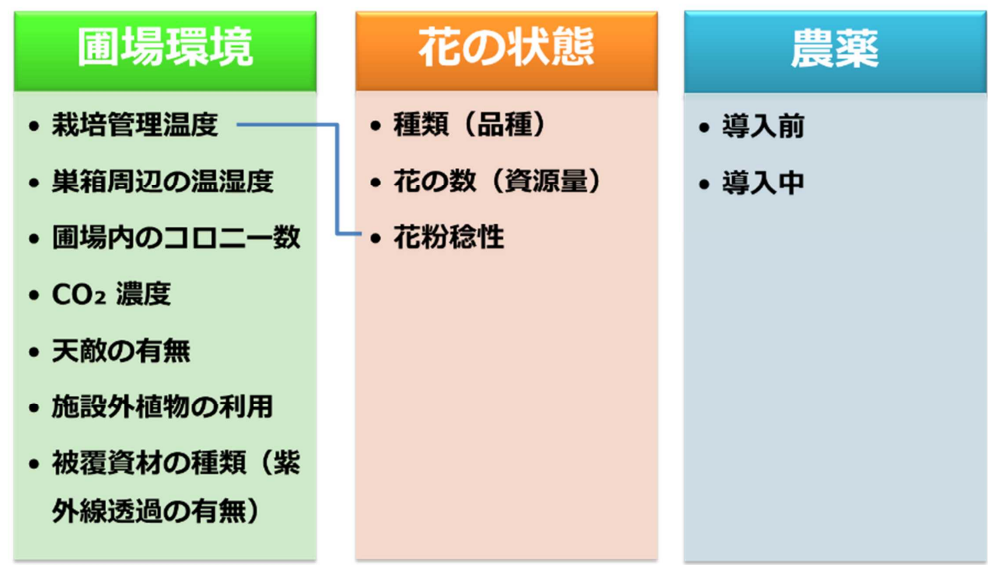 圃場環境
• 栽培管理温度
• 巣箱周辺の温湿度
• 圃場内のコロニー数
• CO₂ 濃度
• 天敵の有無
• 施設外植物の利用
• 被覆資材の種類（紫
外線透過の有無）
花の状態
• 種類（品種）
• 花の数（資源量）
• 花粉稔性
農薬
• 導入前
• 導入中